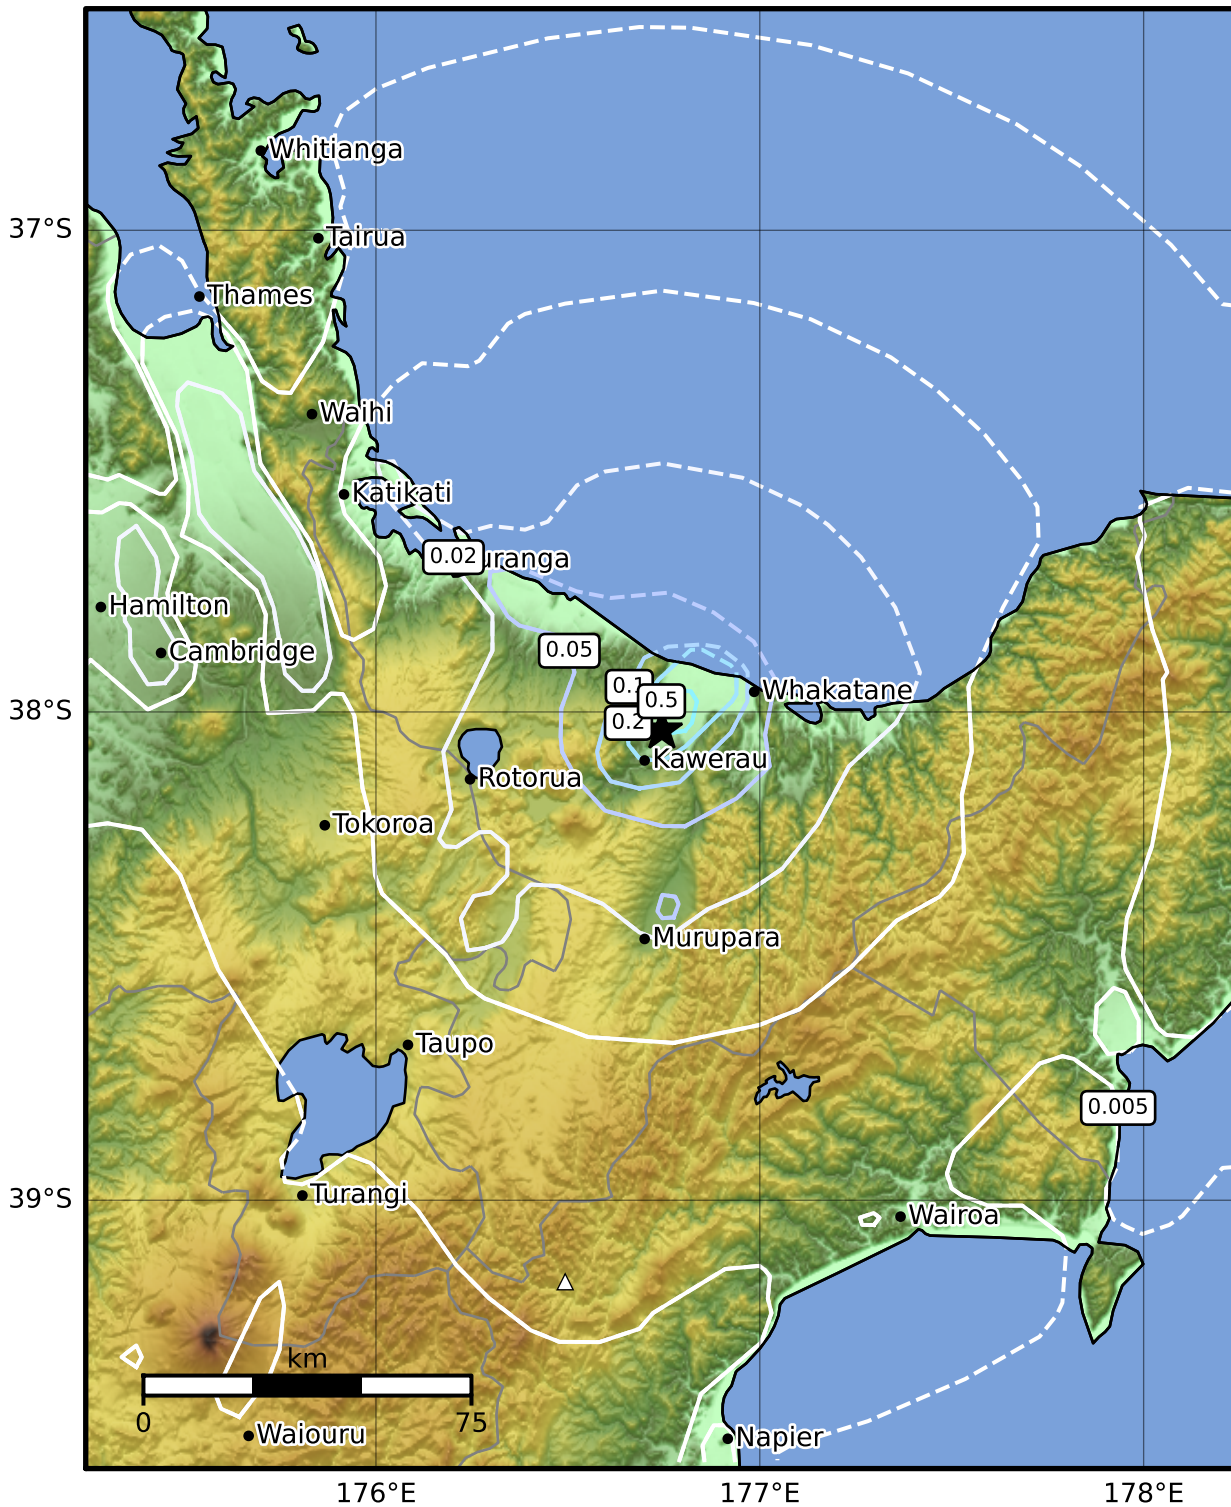 Whitianga
37°S
Tairua
Thames
Waihi
Katikati
0.02
uranga
Hamilton
0.05
Cambridge
0.1
0.5
Whakatane
38°S
0.2
Kawerau
Rotorua
Tokoroa
Murupara
Taupo
0.005
39°S
Turangi
Wairoa
km
0
75
Waiouru
Napier
176°E
177°E
178°E